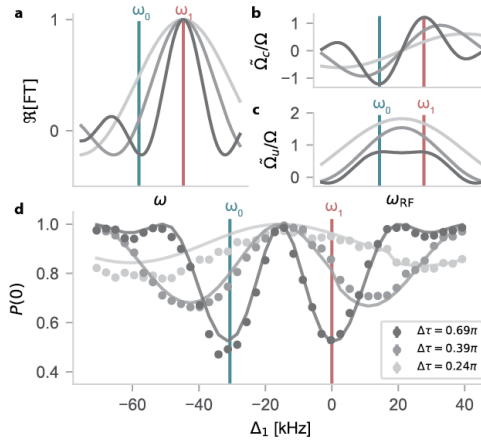 a
ω₀
ω₁
ℜ[FT]
1
0
ω
b
Ω̃c/Ω
1
0
−1
c
ω₀
ω₁
Ω̃u/Ω
2
0
ωRF
d
ω₀
ω₁
P(0)
1.0
0.8
0.6
0.4
Δτ = 0.69π
Δτ = 0.39π
Δτ = 0.24π
−60
−40
−20
0
20
40
Δ₁ [kHz]